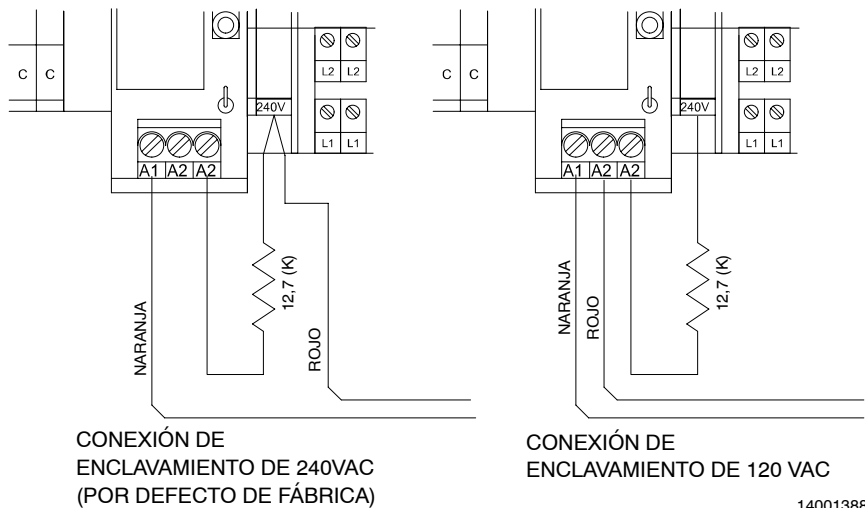 C C
240V
L2 L2
L1 L1
A1 A2 A2
NARANJA
12,7 (K)
ROJO
CONEXIÓN DE
ENCLAVAMIENTO DE 240VAC
(POR DEFECTO DE FÁBRICA)
C C
240V
L2 L2
L1 L1
A1 A2 A2
NARANJA
ROJO
12,7 (K)
CONEXIÓN DE
ENCLAVAMIENTO DE 120 VAC
14001388